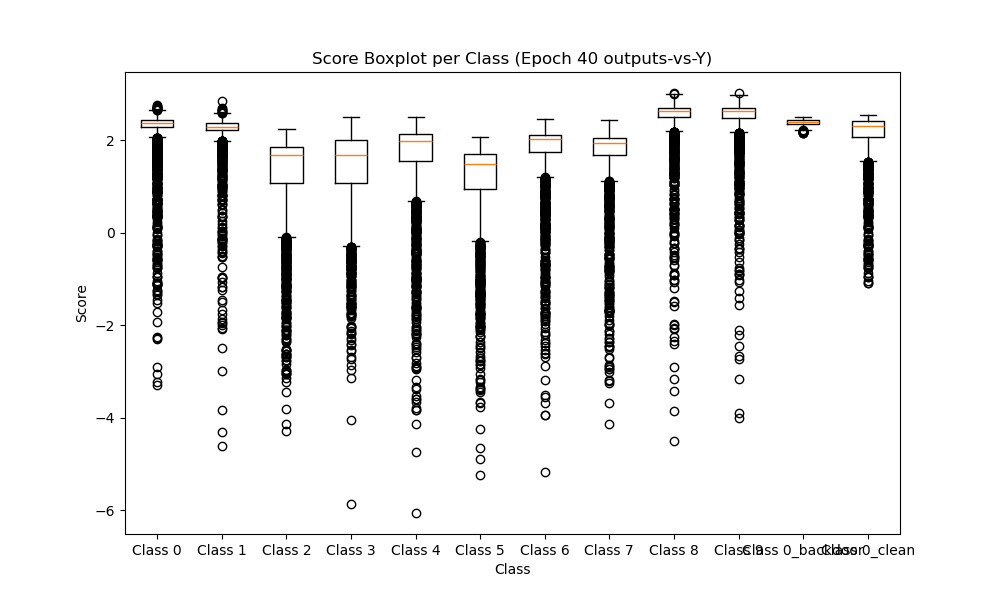 Score Boxplot per Class (Epoch 40 outputs-vs-Y)
Score
2
0
−2
−4
−6
Class 0 Class 1 Class 2 Class 3 Class 4 Class 5 Class 6 Class 7 Class 8 Class 9 Class 0_backdoor Class 0_clean
Class